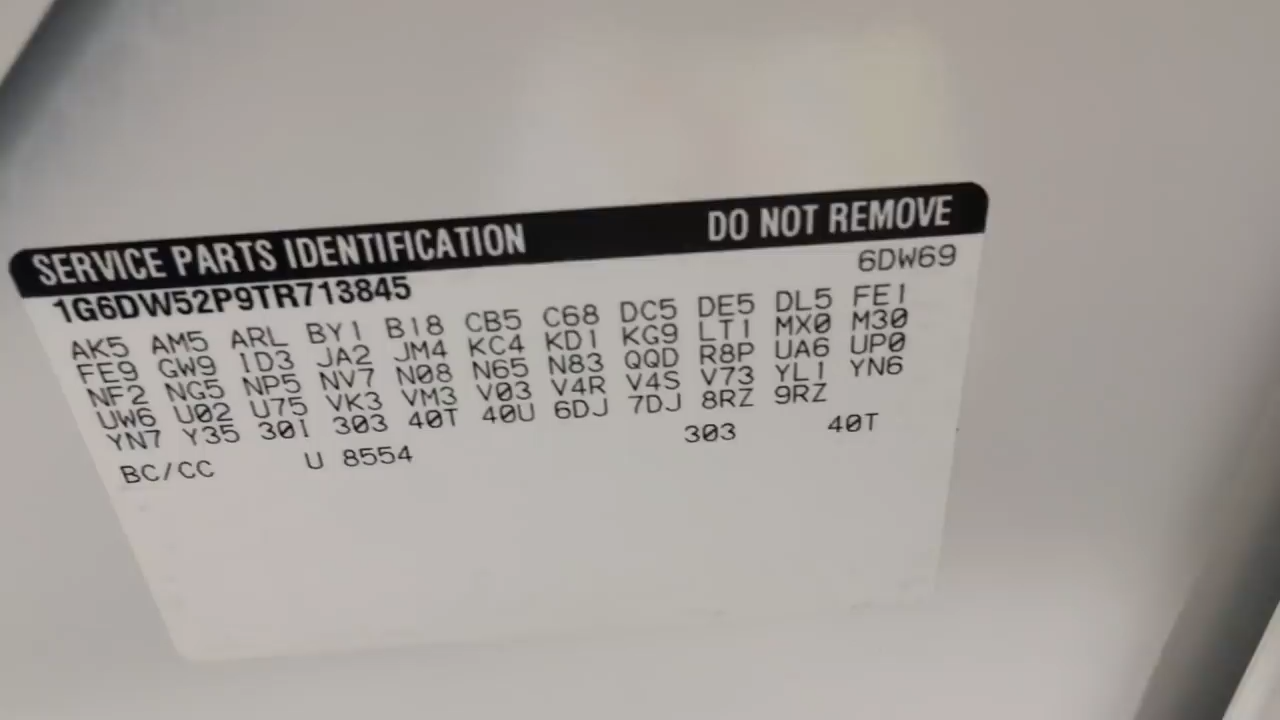 SERVICE PARTS IDENTIFICATION DO NOT REMOVE
1G6DW52P9TR713845 6DW69
AK5 AM5 ARL BY1 B18 CB5 C68 DC5 DE5 DL5 FE1
FE9 GW9 1D3 JA2 JM4 KC4 KD1 KG9 LT1 MX0 M30
NF2 NG5 NP5 NV7 N08 N65 N83 QQD R8P UA6 UP0
UW6 U02 U75 VK3 VM3 V03 V4R V4S V73 YL1 YN6
YN7 Y35 30I 303 40T 40U 6DJ 7DJ 8RZ 9RZ
BC/CC U 8554 303 40T